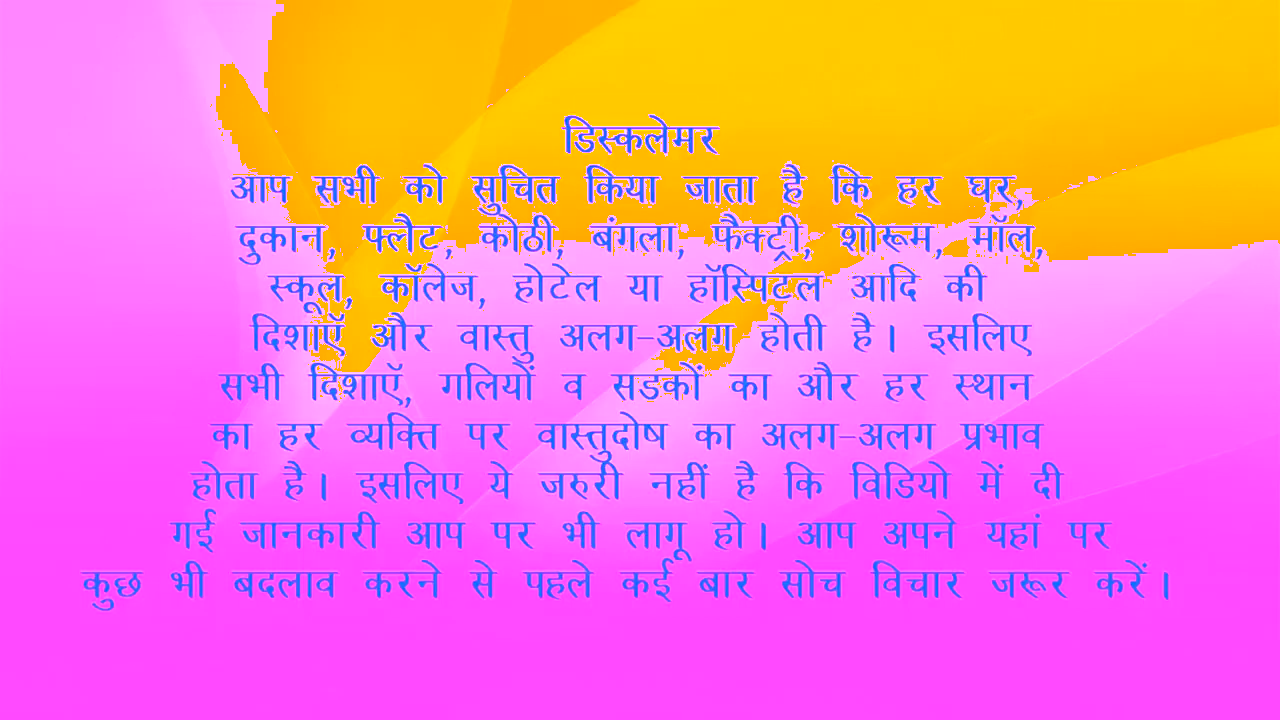 डिस्कलेमर
आप सभी को सुचित किया जाता है कि हर घर,
दुकान, फ्लैट, कोठी, बंगला, फैक्ट्री, शोरूम, मॉल,
स्कूल, कॉलेज, होटेल या हॉस्पिटल आदि की
दिशाऍ और वास्तु अलग-अलग होती है। इसलिए
सभी दिशाऍ, गलियों व सडकों का और हर स्थान
का हर व्यक्ति पर वास्तुदोष का अलग-अलग प्रभाव
होता है। इसलिए ये जरुरी नहीं है कि विडियो में दी
गई जानकारी आप पर भी लागू हो। आप अपने यहां पर
कुछ भी बदलाव करने से पहले कई बार सोच विचार जरूर करें।